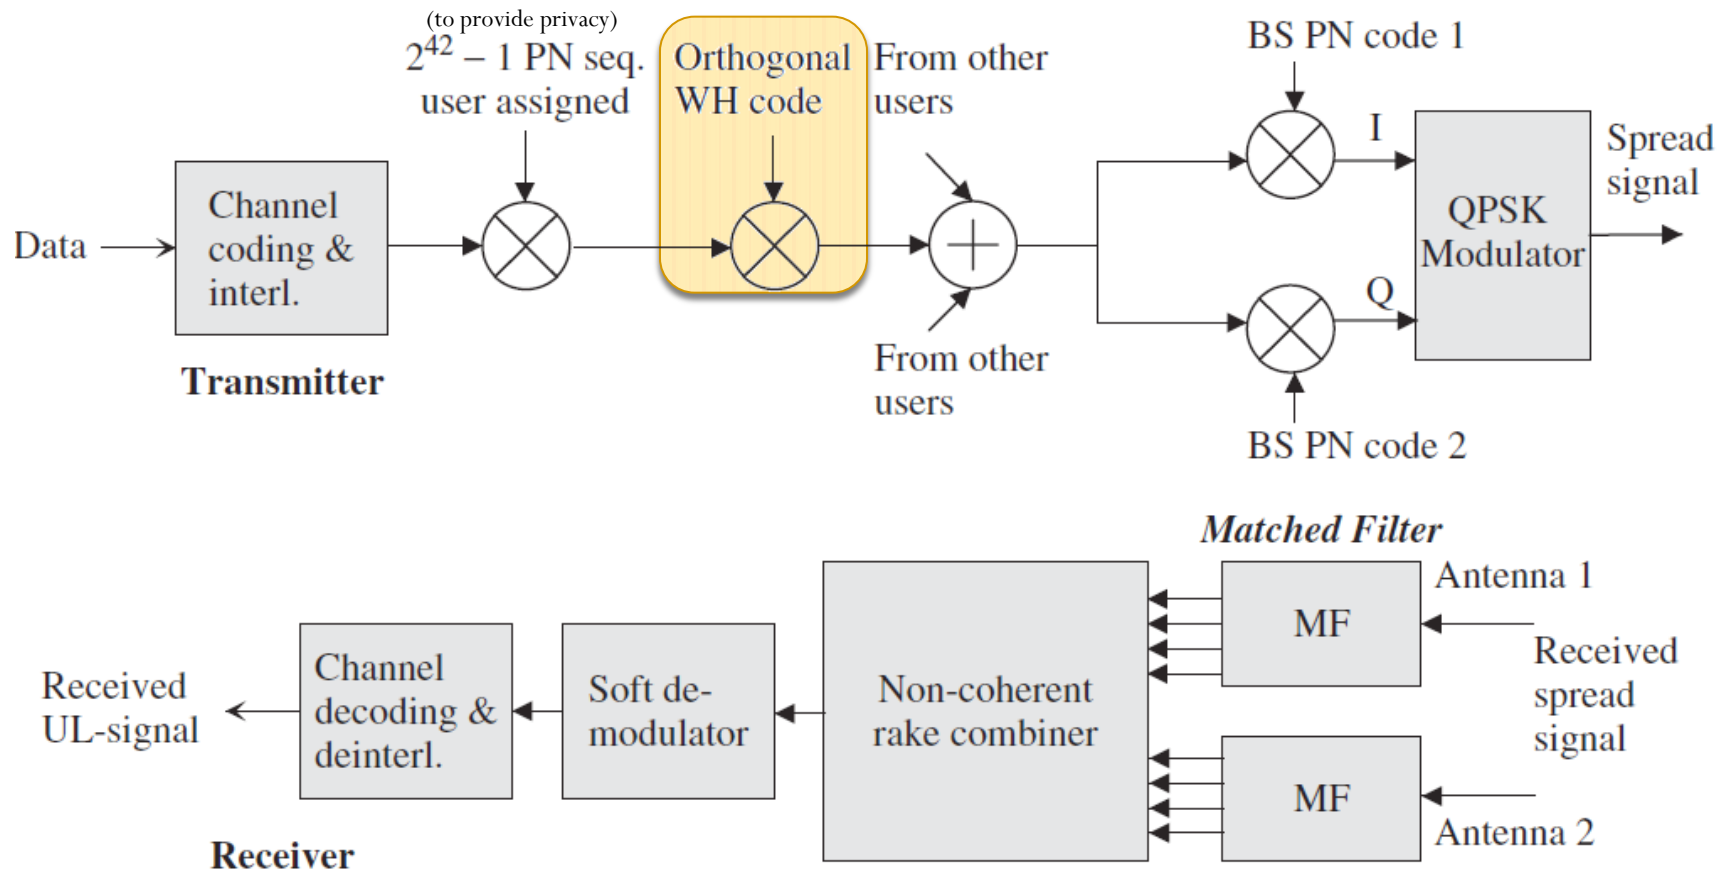 (to provide privacy)
2^42 − 1 PN seq.
user assigned
Orthogonal
WH code
From other
users
BS PN code 1
I
Spread
signal
Data
Channel
coding &
interl.
QPSK
Modulator
Q
From other
users
Transmitter
BS PN code 2
Matched Filter
Antenna 1
MF
Received
spread
signal
Non-coherent
rake combiner
Soft de-
modulator
Channel
decoding &
deinterl.
Received
UL-signal
MF
Antenna 2
Receiver